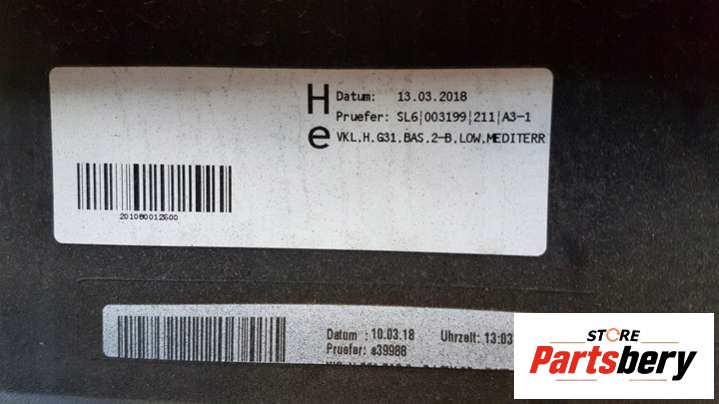 H Datum: 13.03.2018
Pruefer: SL6|003199|211|A3-1
e VKL,H,G31,BAS,2-B,LOW,MEDITERR
201080012600
Datum : 10.03.18 Uhrzeit: 13:03
Pruefer: a39988
STORE
Partsbery